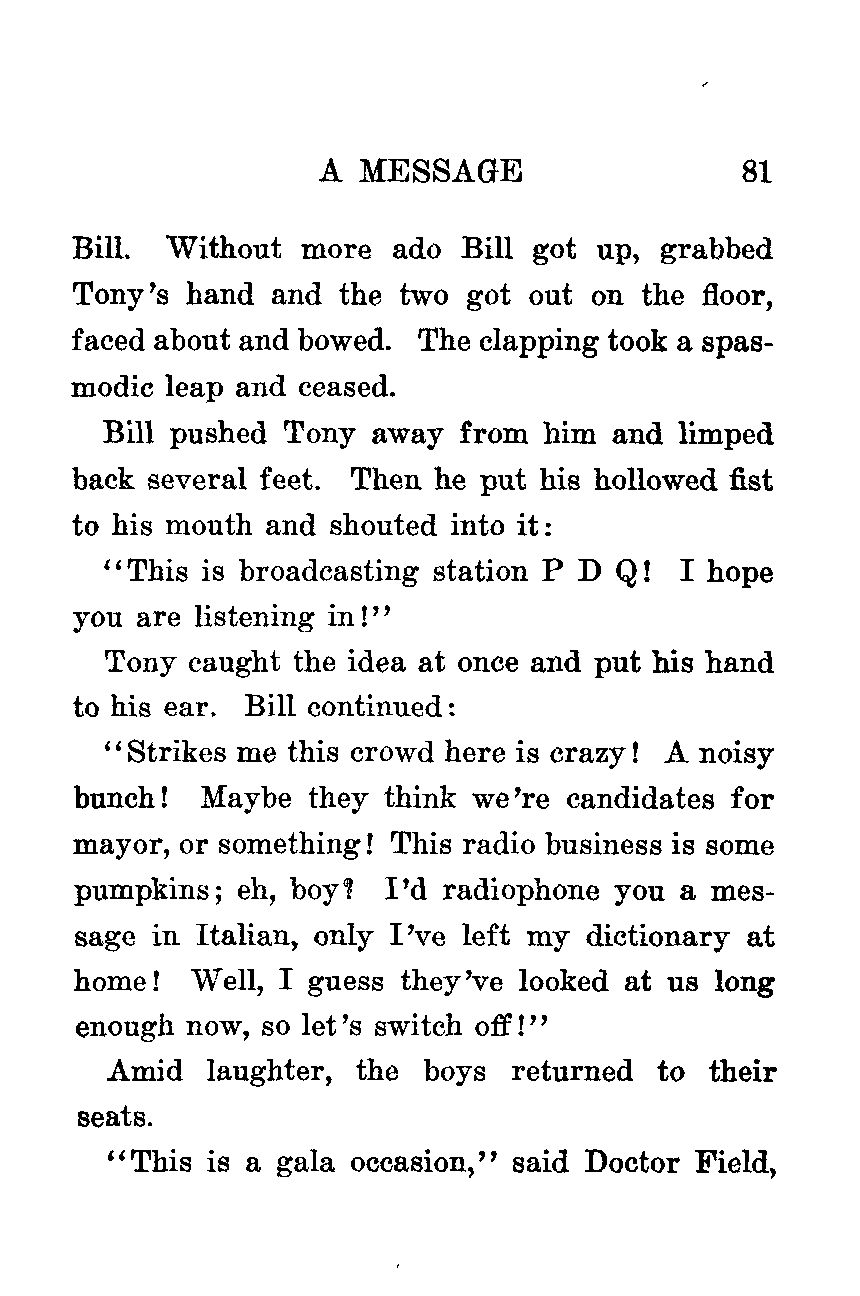 A MESSAGE 81
Bill. Without more ado Bill got up, grabbed
Tony's hand and the two got out on the floor,
faced about and bowed. The clapping took a spas-
modic leap and ceased.
Bill pushed Tony away from him and limped
back several feet. Then he put his hollowed fist
to his mouth and shouted into it:
"This is broadcasting station P D Q! I hope
you are listening in!"
Tony caught the idea at once and put his hand
to his ear. Bill continued:
"Strikes me this crowd here is crazy! A noisy
bunch! Maybe they think we're candidates for
mayor, or something! This radio business is some
pumpkins; eh, boy? I'd radiophone you a mes-
sage in Italian, only I've left my dictionary at
home! Well, I guess they've looked at us long
enough now, so let's switch off!"
Amid laughter, the boys returned to their
seats.
"This is a gala occasion," said Doctor Field,